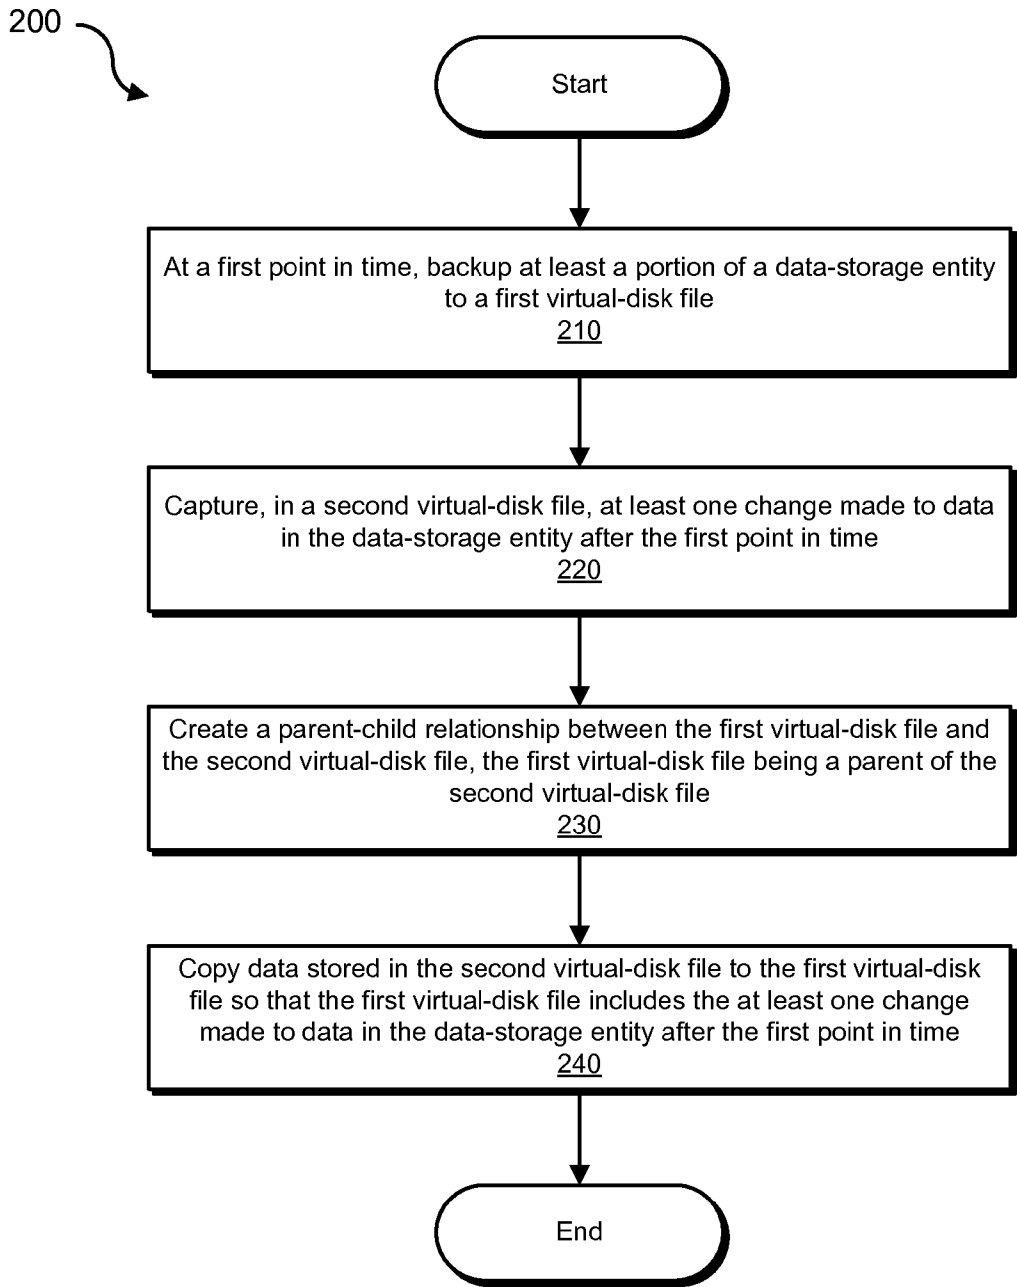 200
Start
At a first point in time, backup at least a portion of a data-storage entity
to a first virtual-disk file
210
Capture, in a second virtual-disk file, at least one change made to data
in the data-storage entity after the first point in time
220
Create a parent-child relationship between the first virtual-disk file and
the second virtual-disk file, the first virtual-disk file being a parent of the
second virtual-disk file
230
Copy data stored in the second virtual-disk file to the first virtual-disk
file so that the first virtual-disk file includes the at least one change
made to data in the data-storage entity after the first point in time
240
End